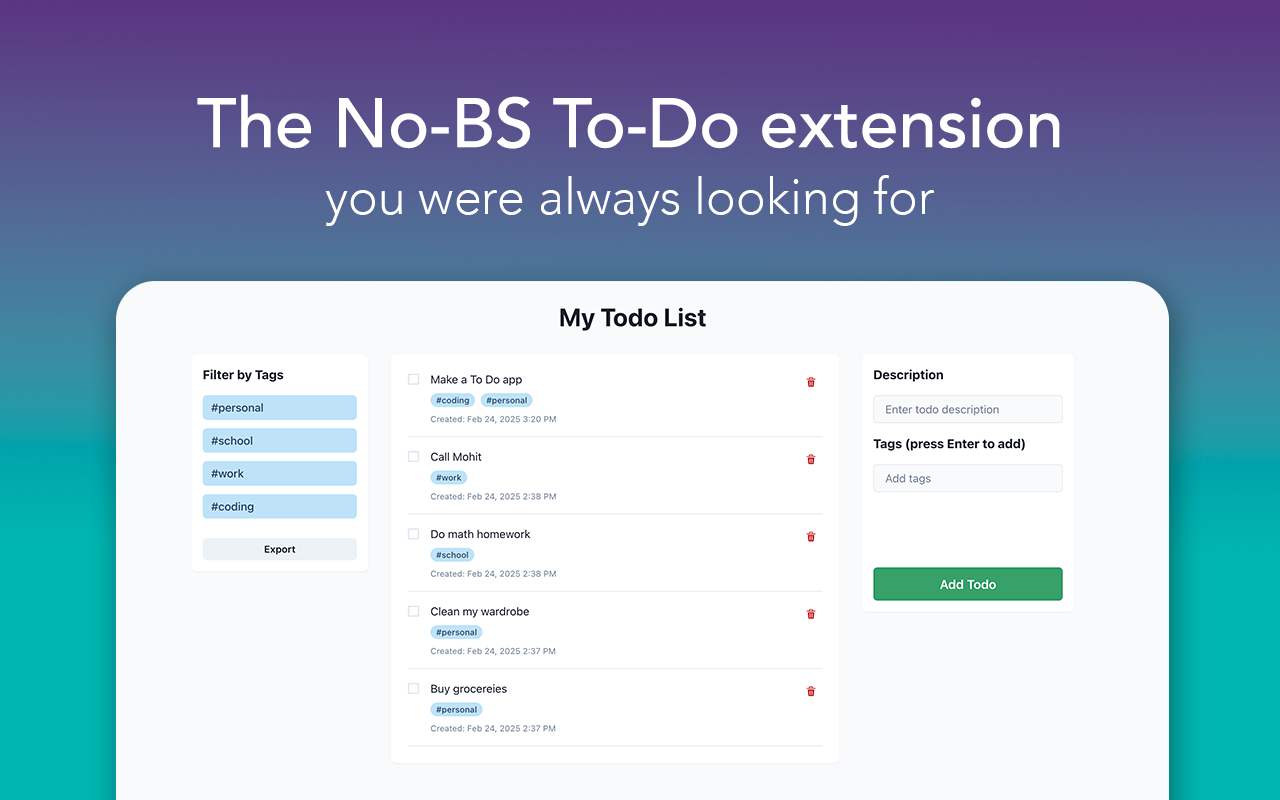 The No-BS To-Do extension
you were always looking for
My Todo List
Filter by Tags
#personal
#school
#work
#coding
Export
Make a To Do app
#coding #personal
Created: Feb 24, 2025 3:20 PM
Call Mohit
#work
Created: Feb 24, 2025 2:38 PM
Do math homework
#school
Created: Feb 24, 2025 2:38 PM
Clean my wardrobe
#personal
Created: Feb 24, 2025 2:37 PM
Buy grocereies
#personal
Created: Feb 24, 2025 2:37 PM
Description
Enter todo description
Tags (press Enter to add)
Add tags
Add Todo